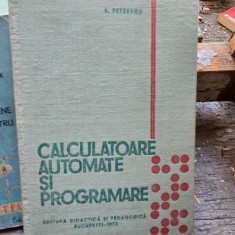 A. PETRESCU
CALCULATOARE
AUTOMATE
ȘI
PROGRAMARE
EDITURA DIDACTICĂ ȘI PEDAGOGICĂ
BUCUREȘTI-1973